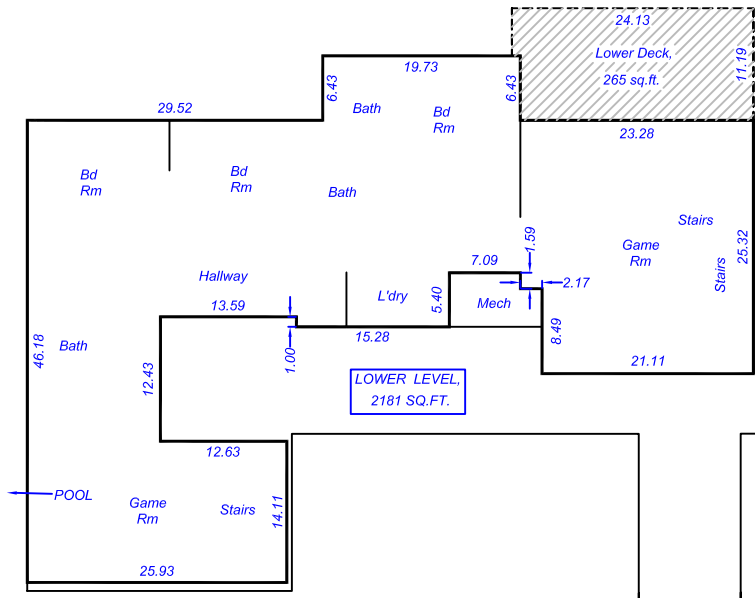 24.13
Lower Deck,
265 sq.ft.
11.19
19.73
6.43
6.43
29.52
Bath
Bd
Rm
23.28
Bd
Rm
Bd
Rm
Bath
Stairs
Game
Rm
1.59
25.32
Stairs
Hallway
7.09
2.17
L'dry
5.40
Mech
13.59
1.00
15.28
8.49
Bath
46.18
12.43
21.11
LOWER LEVEL,
2181 SQ.FT.
12.63
POOL
Game
Rm
Stairs
14.11
25.93